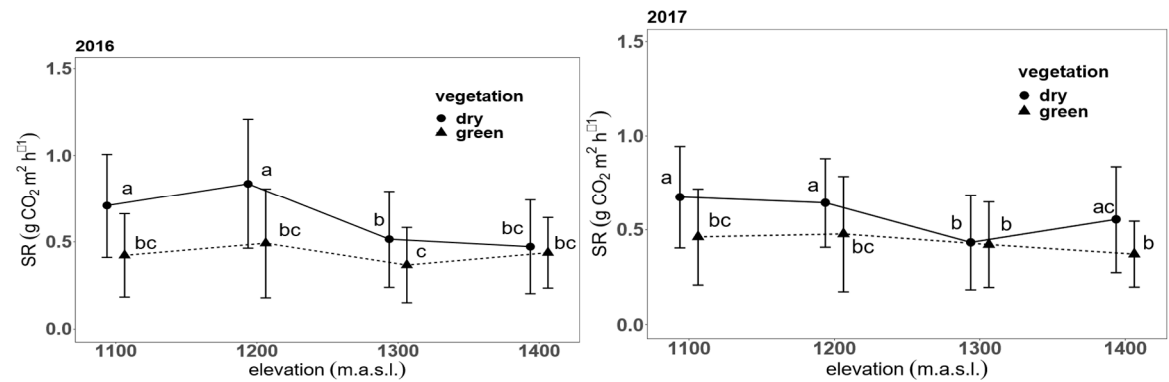 2016
1.5
1.0
0.5
0.0
SR (g CO₂ m² h□¹)
vegetation
dry
green
a
a
b
bc
bc
bc
c
bc
1100 1200 1300 1400
elevation (m.a.s.l.)
2017
1.5
1.0
0.5
0.0
SR (g CO₂ m² h□¹)
vegetation
dry
green
a
a
b
ac
bc
bc
b
b
1100 1200 1300 1400
elevation (m.a.s.l.)